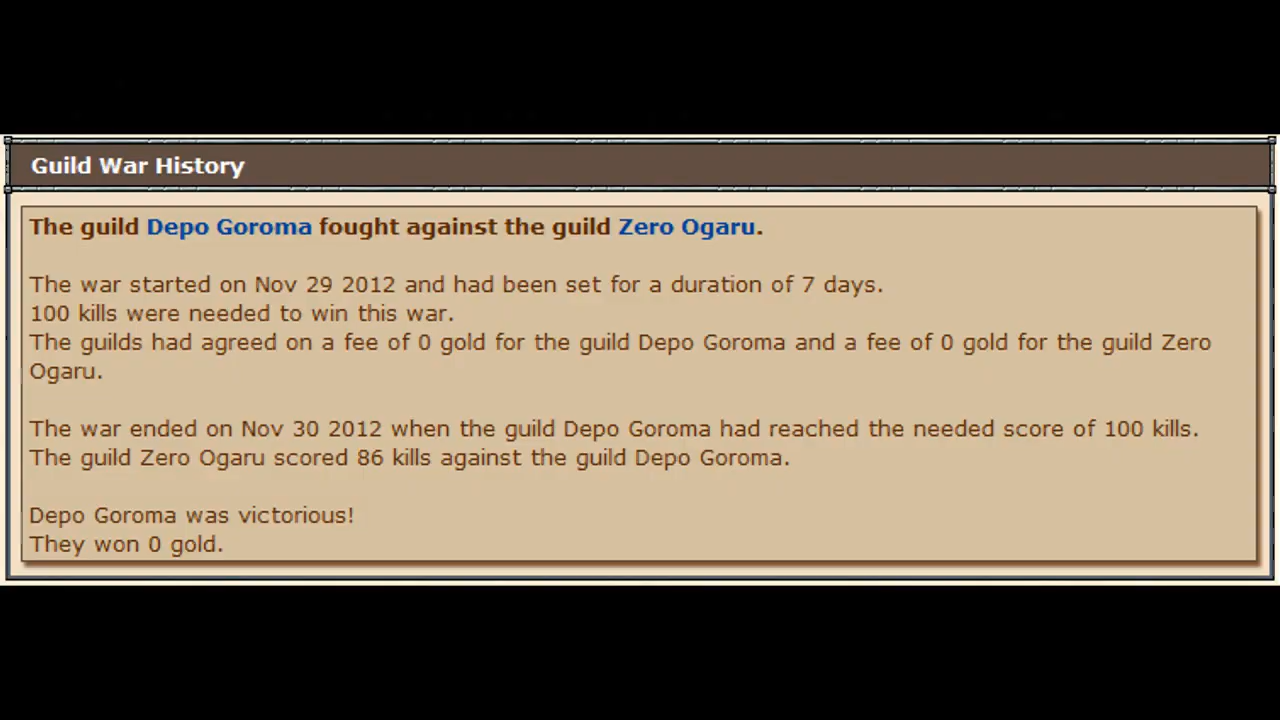 Guild War History
The guild Depo Goroma fought against the guild Zero Ogaru.
The war started on Nov 29 2012 and had been set for a duration of 7 days.
100 kills were needed to win this war.
The guilds had agreed on a fee of 0 gold for the guild Depo Goroma and a fee of 0 gold for the guild Zero
Ogaru.
The war ended on Nov 30 2012 when the guild Depo Goroma had reached the needed score of 100 kills.
The guild Zero Ogaru scored 86 kills against the guild Depo Goroma.
Depo Goroma was victorious!
They won 0 gold.